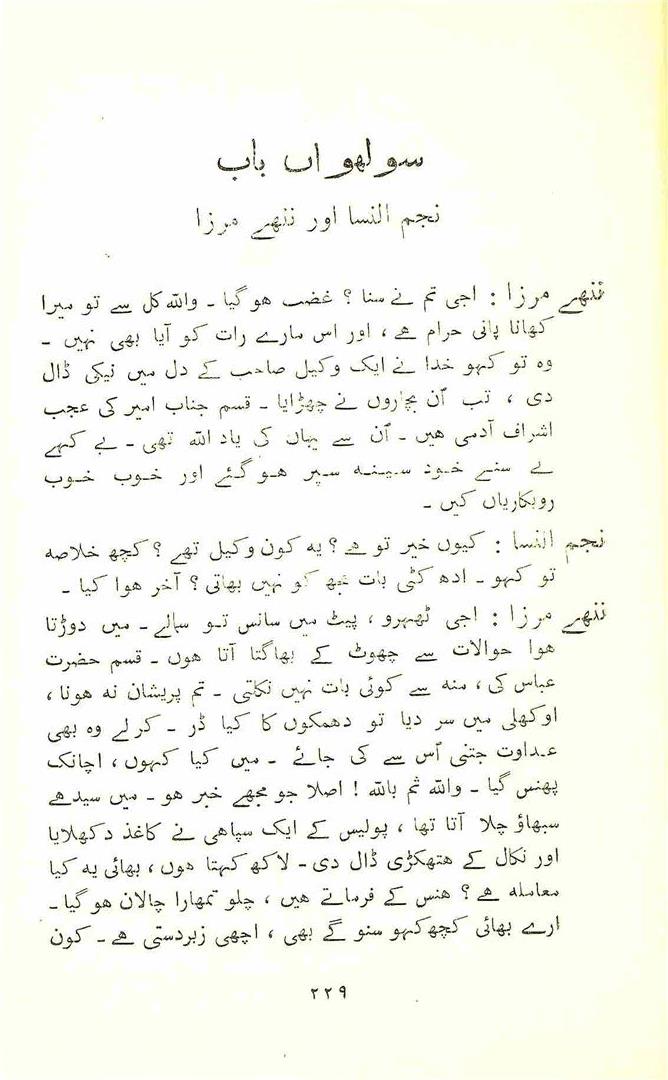 سولھواں باب
نجم النسا اور ننھے مرزا
ننھے مرزا : اجی تم نے سنا ؟ غضب ہو گیا ۔ واللہ کل سے تو میرا
کھانا پانی حرام ہے ، اور اس مارے رات کو آیا بھی نہیں ۔
وہ تو کہو خدا نے ایک وکیل صاحب کے دل میں نیکی ڈال
دی ، تب اُن بچاروں نے چھڑایا ۔ قسم جناب امیر کی عجب
اشراف آدمی ہیں ۔ اُن سے یہاں کی یاد اللہ تھی ۔ بے کہے
بے سنے خود سینہ سپر ہو گئے اور خوب خوب
روبکاریاں کیں ۔
نجم النسا : کیوں خیر تو ہے ؟ یہ کون وکیل تھے ؟ کچھ خلاصہ
تو کہو ۔ ادھ کٹی بات مجھ کو نہیں بھاتی ؟ آخر ہوا کیا ۔
ننھے مرزا : اجی ٹھہرو ، پیٹ میں سانس تو سمالے ۔ میں دوڑتا
ہوا حوالات سے چھوٹ کے بھاگتا آتا ہوں ۔ قسم حضرت
عباس کی ، منہ سے کوئی بات نہیں نکلتی ۔ تم پریشان نہ ہونا ،
اوکھلی میں سر دیا تو دھمکوں کا کیا ڈر ۔ کر لے وہ بھی
عداوت جتنی اُس سے کی جائے ۔ میں کیا کہوں ، اچانک
پھنس گیا ۔ واللہ ثم باللہ ! اصلا جو مجھے خبر ہو ۔ میں سیدھے
سبھاؤ چلا آتا تھا ، پولیس کے ایک سپاہی نے کاغذ دکھلایا
اور نکال کے ہتھکڑی ڈال دی ۔ لاکھ کہتا ہوں ، بھائی یہ کیا
معاملہ ہے ؟ ہنس کے فرماتے ہیں ، چلو تمھارا چالان ہو گیا ۔
ارے بھائی کچھ کہو سنو گے بھی ، اچھی زبردستی ہے ۔ کون
۲۲۹